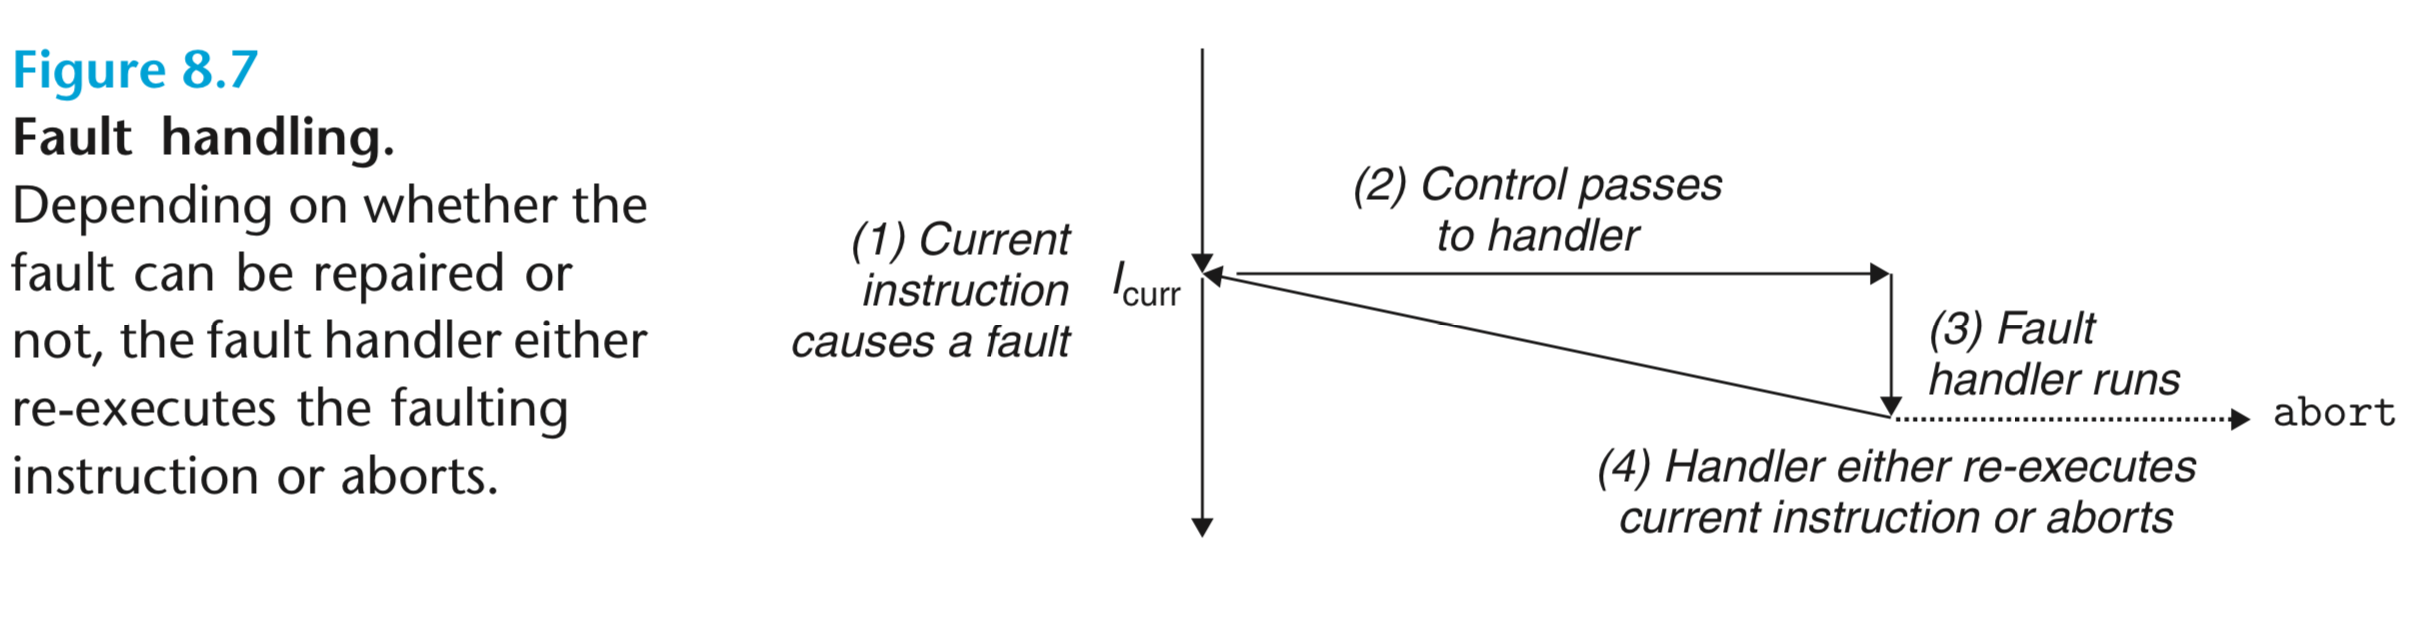 Figure 8.7
Fault handling.
Depending on whether the
fault can be repaired or
not, the fault handler either
re-executes the faulting
instruction or aborts.
(1) Current
instruction
causes a fault
Icurr
(2) Control passes
to handler
(3) Fault
handler runs
abort
(4) Handler either re-executes
current instruction or aborts